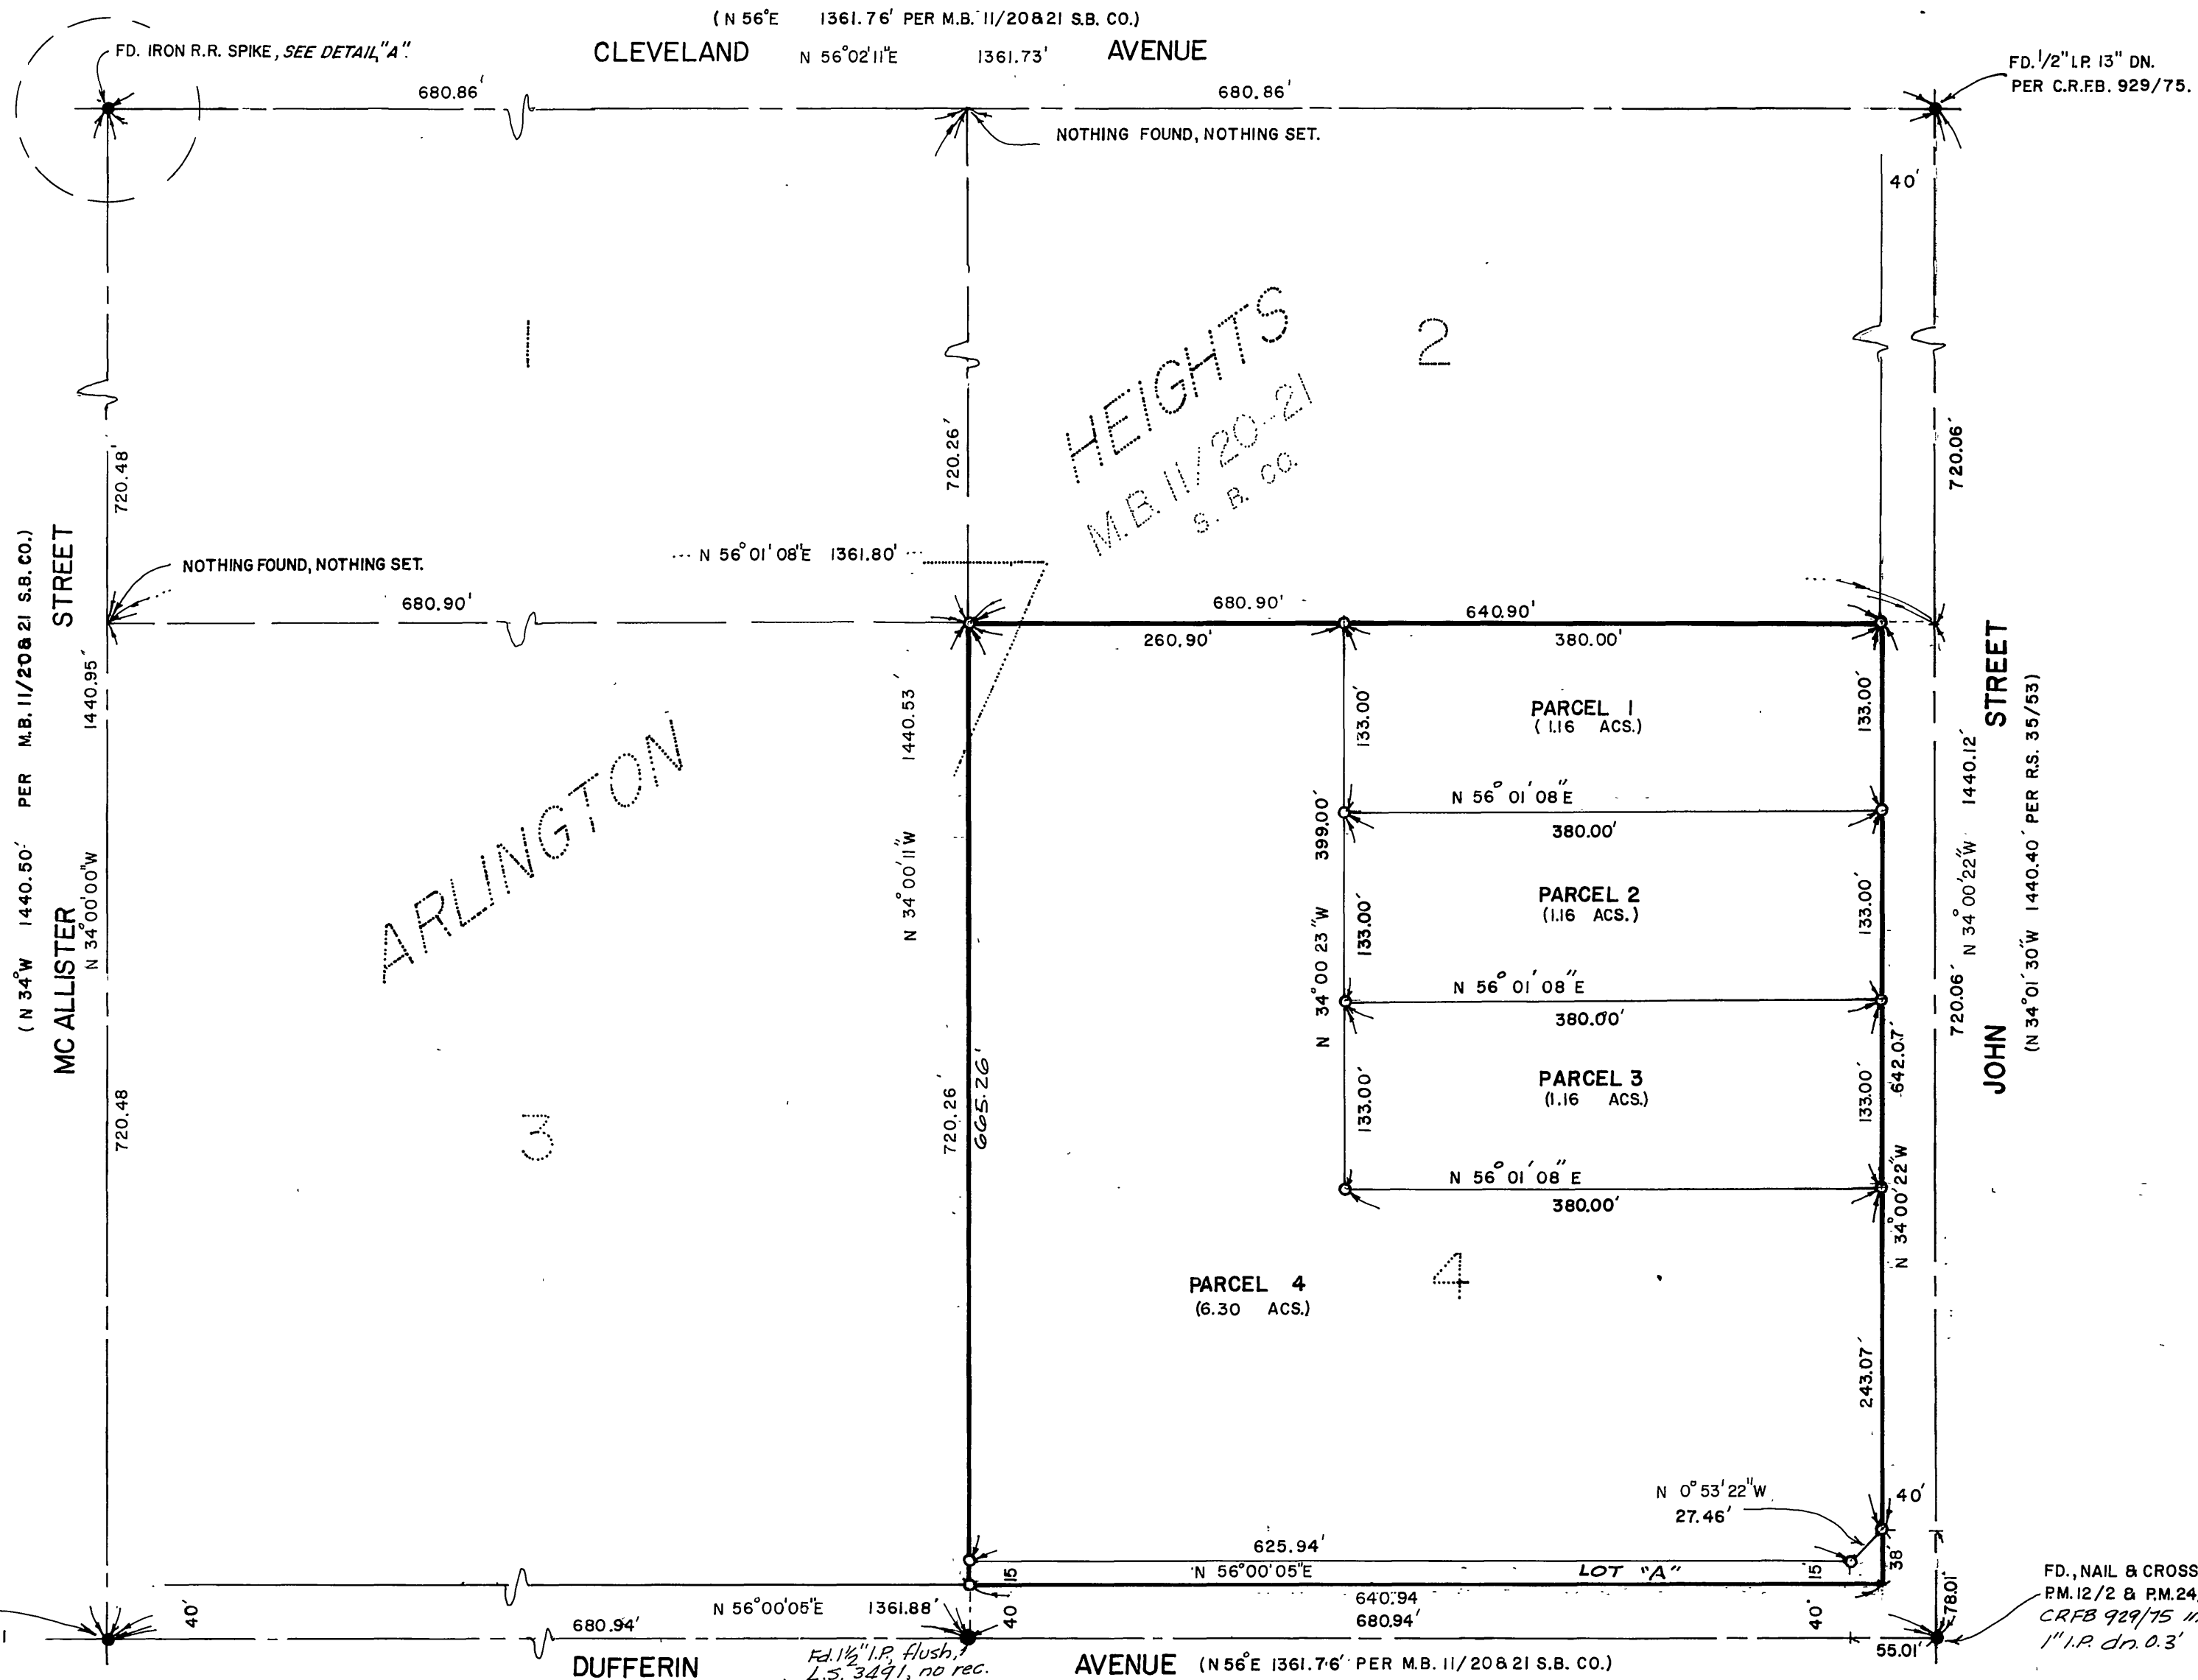 ( N 56°E 1361.76' PER M.B. 11/20&21 S.B. CO.)
CLEVELAND N 56°02'11"E 1361.73' AVENUE
FD. IRON R.R. SPIKE, SEE DETAIL "A".
FD. 1/2" I.P. 13" DN.
PER C.R.F.B. 929/75.
680.86'
680.86'
NOTHING FOUND, NOTHING SET.
40'
1
2
HEIGHTS
M.B. 11/20-21
S. B. CO.
720.48'
720.26'
720.06'
NOTHING FOUND, NOTHING SET.
N 56°01'08"E 1361.80'
680.90'
680.90'
640.90'
260.90'
380.00'
MC ALLISTER STREET
(N 34°W 1440.50' PER M.B. 11/20&21 S.B. CO.)
N 34°00'00"W 1440.95'
N 34°00'11"W 1440.53'
133.00'
PARCEL 1
(1.16 ACS.)
133.00'
JOHN STREET
N 34°00'22"W 1440.12'
(N 34°01'30"W 1440.40' PER R.S. 35/53)
ARLINGTON
N 56°01'08"E
380.00'
N 34°00'23"W 399.00'
133.00'
PARCEL 2
(1.16 ACS.)
133.00'
N 56°01'08"E
380.00'
720.06'
642.07'
N 34°00'22"W
133.00'
PARCEL 3
(1.16 ACS.)
133.00'
720.48
3
720.26'
665.26'
N 56°01'08"E
380.00'
PARCEL 4
(6.30 ACS.)
4
243.07'
N 0°53'22"W
27.46'
40'
625.94'
N 56°00'05"E
LOT "A"
15'
15'
38'
78.01'
FD., NAIL & CROSS
P.M. 12/2 & P.M. 24,
CRFB 929/75
1" I.P. dn. 0.3'
640.94
40'
N 56°00'05"E 1361.88'
40
680.94'
40'
680.94'
55.01'
Fd. 1½" I.P., flush,
L.S. 3491, no rec.
DUFFERIN AVENUE (N 56°E 1361.76' PER M.B. 11/20&21 S.B. CO.)